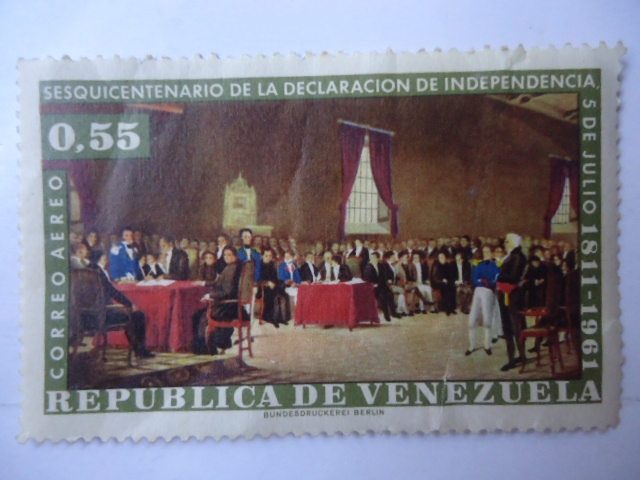 SESQUICENTENARIO DE LA DECLARACION DE INDEPENDENCIA,
5 DE JULIO 1811-1961
0,55
CORREO AEREO
REPUBLICA DE VENEZUELA
BUNDESDRUCKEREI BERLIN